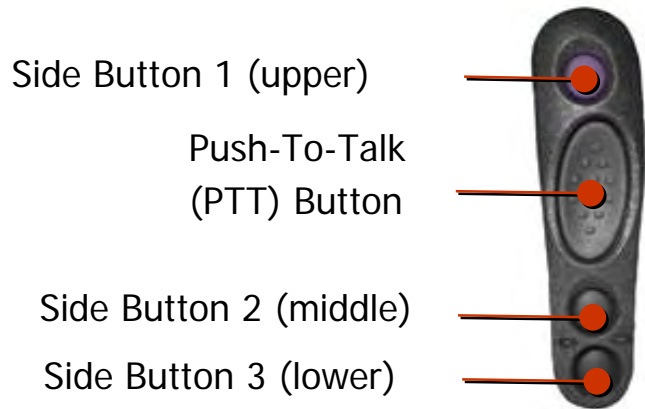 Side Button 1 (upper)
Push-To-Talk
(PTT) Button
Side Button 2 (middle)
Side Button 3 (lower)